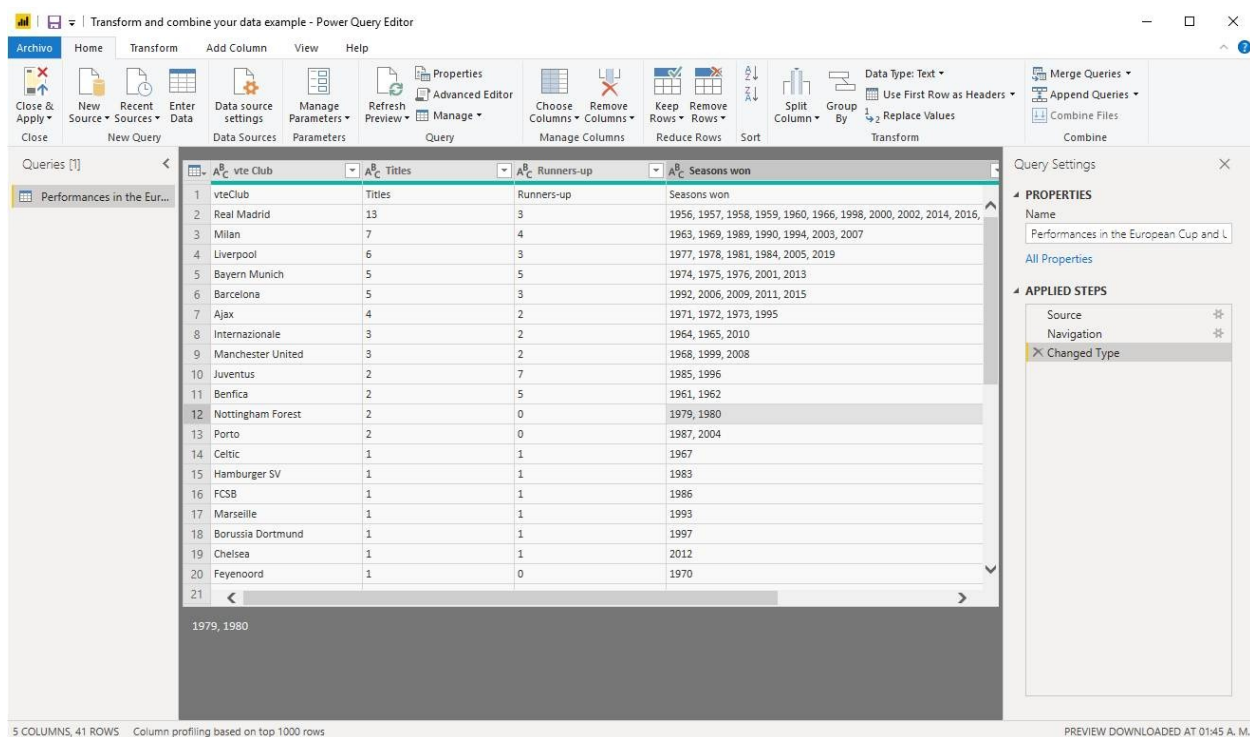 Transform and combine your data example - Power Query Editor
Archivo Home Transform Add Column View Help
Close & Apply
New Source
Recent Sources
Enter Data
Data source settings
Manage Parameters
Refresh Preview
Properties
Advanced Editor
Manage
Choose Columns
Remove Columns
Keep Rows
Remove Rows
Split Column
Group By
Data Type: Text
Use First Row as Headers
Replace Values
Merge Queries
Append Queries
Combine Files
Close New Query Data Sources Parameters Query Manage Columns Reduce Rows Sort Transform Combine
Queries [1]
Performances in the Eur...
vte Club Titles Runners-up Seasons won
1 vteClub Titles Runners-up Seasons won
2 Real Madrid 13 3 1956, 1957, 1958, 1959, 1960, 1966, 1998, 2000, 2002, 2014, 2016,
3 Milan 7 4 1963, 1969, 1989, 1990, 1994, 2003, 2007
4 Liverpool 6 3 1977, 1978, 1981, 1984, 2005, 2019
5 Bayern Munich 5 5 1974, 1975, 1976, 2001, 2013
6 Barcelona 5 3 1992, 2006, 2009, 2011, 2015
7 Ajax 4 2 1971, 1972, 1973, 1995
8 Internazionale 3 2 1964, 1965, 2010
9 Manchester United 3 2 1968, 1999, 2008
10 Juventus 2 7 1985, 1996
11 Benfica 2 5 1961, 1962
12 Nottingham Forest 2 0 1979, 1980
13 Porto 2 0 1987, 2004
14 Celtic 1 1 1967
15 Hamburger SV 1 1 1983
16 FCSB 1 1 1986
17 Marseille 1 1 1993
18 Borussia Dortmund 1 1 1997
19 Chelsea 1 1 2012
20 Feyenoord 1 0 1970
21
1979, 1980
Query Settings
PROPERTIES
Name
Performances in the European Cup and L
All Properties
APPLIED STEPS
Source
Navigation
Changed Type
5 COLUMNS, 41 ROWS Column profiling based on top 1000 rows
PREVIEW DOWNLOADED AT 01:45 A. M.